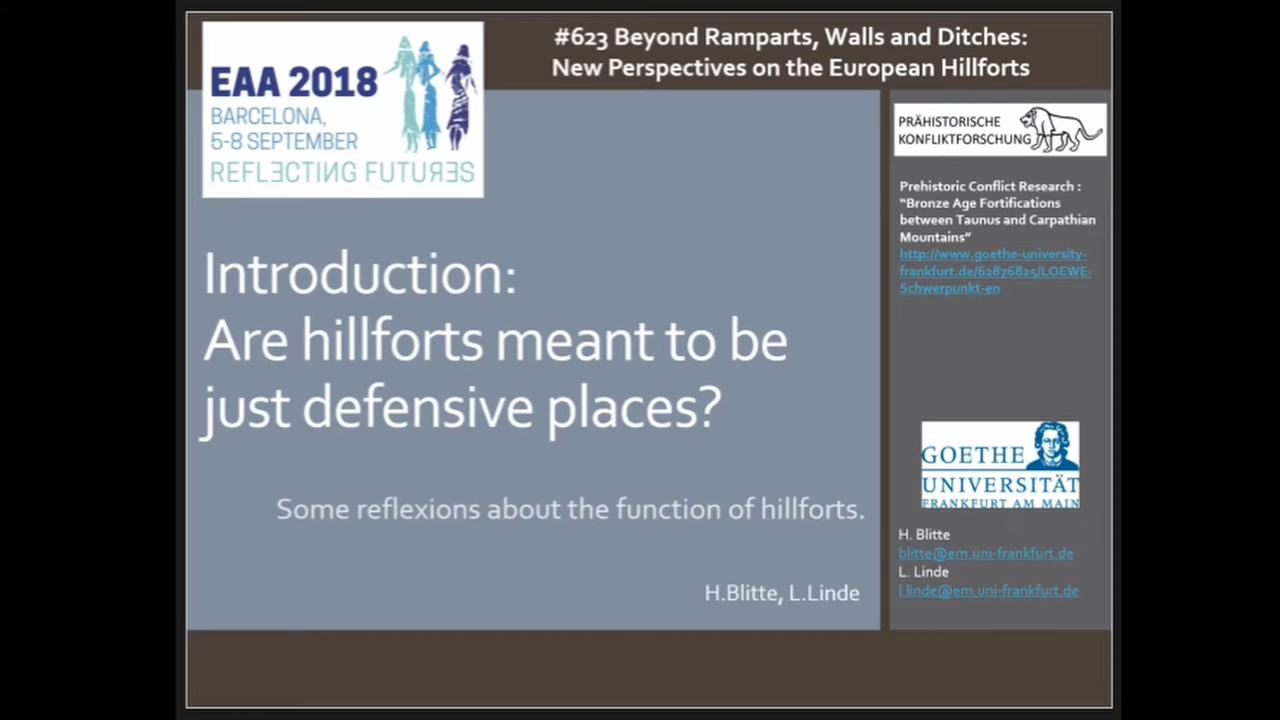 #623 Beyond Ramparts, Walls and Ditches:
New Perspectives on the European Hillforts
EAA 2018
BARCELONA,
5-8 SEPTEMBER
REFLECTING FUTURES
Introduction:
Are hillforts meant to be
just defensive places?
Some reflexions about the function of hillforts.
H.Blitte, L.Linde
PRÄHISTORISCHE
KONFLIKTFORSCHUNG
Prehistoric Conflict Research :
“Bronze Age Fortifications
between Taunus and Carpathian
Mountains”
http://www.goethe-university-
frankfurt.de/62876825/LOEWE-
Schwerpunkt-en
GOETHE
UNIVERSITÄT
FRANKFURT AM MAIN
H. Blitte
blitte@em.uni-frankfurt.de
L. Linde
l.linde@em.uni-frankfurt.de